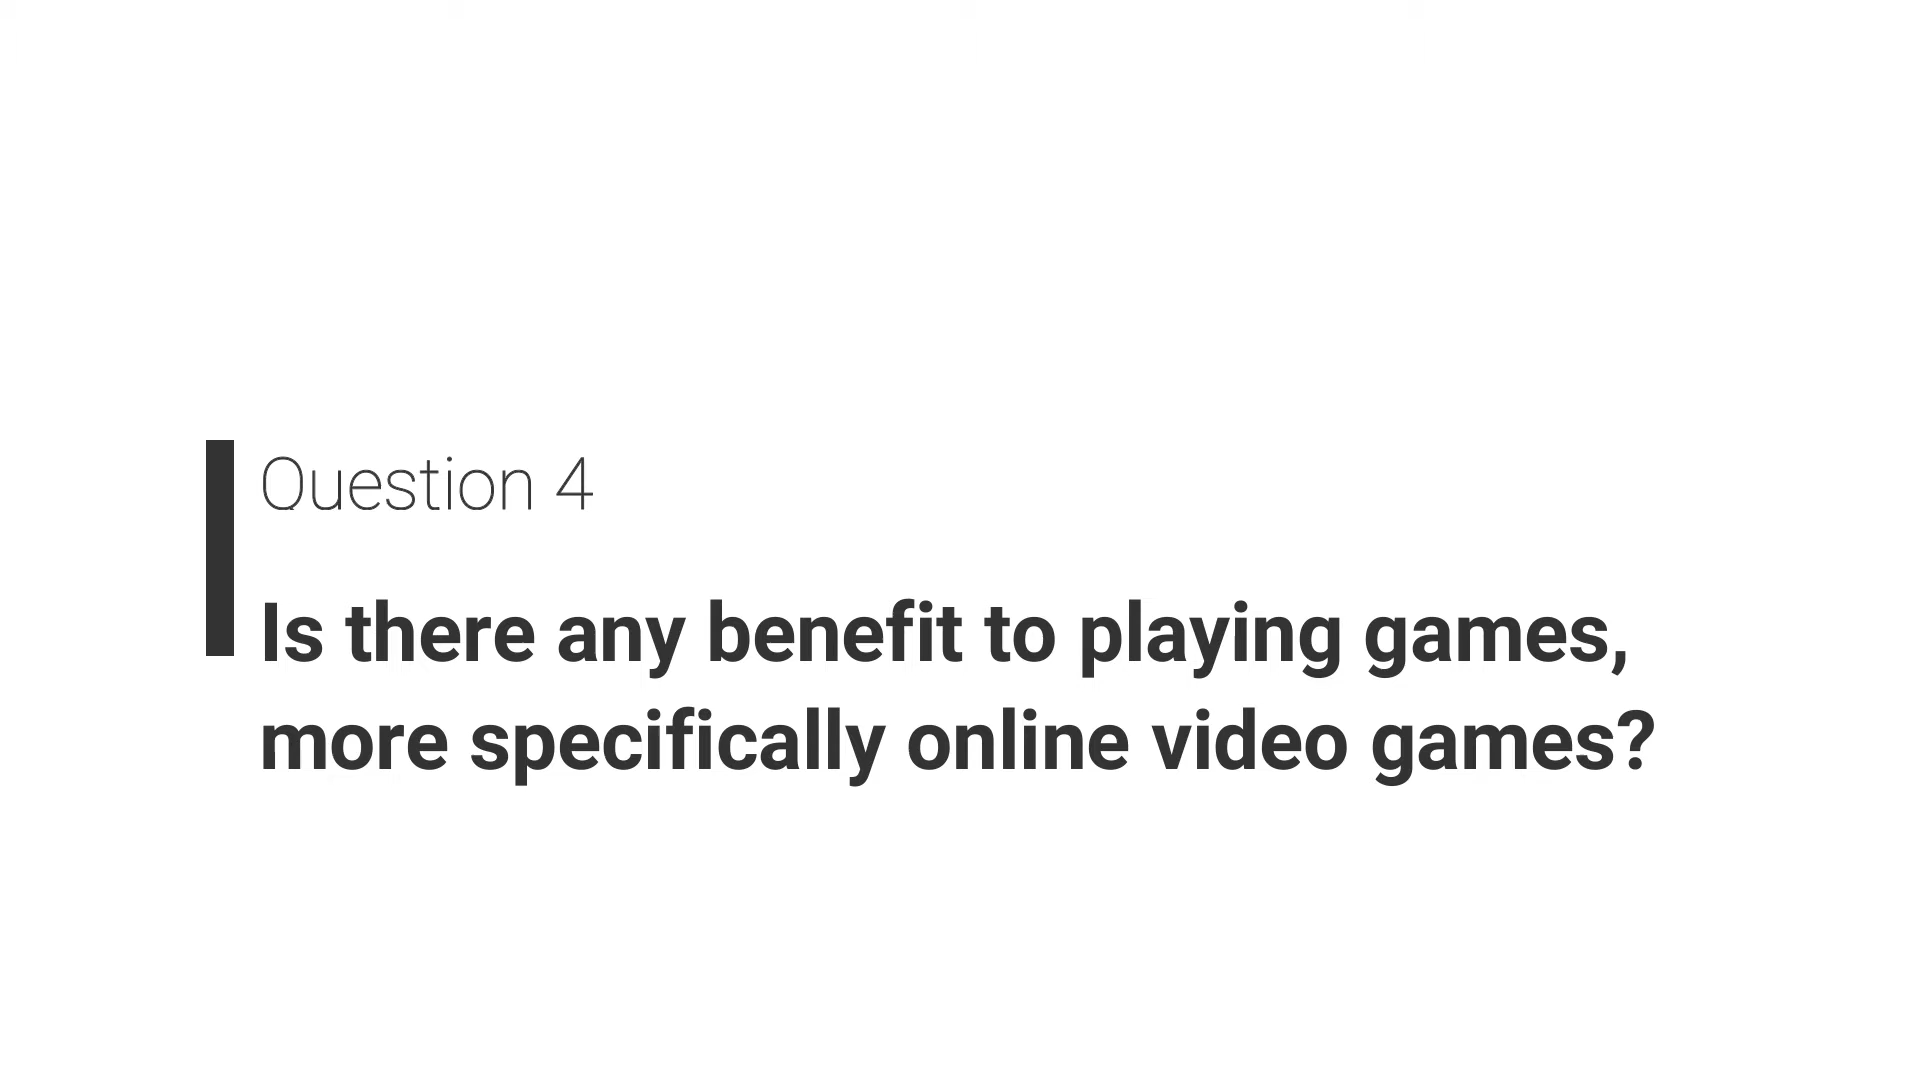 Question 4
Is there any benefit to playing games,
more specifically online video games?